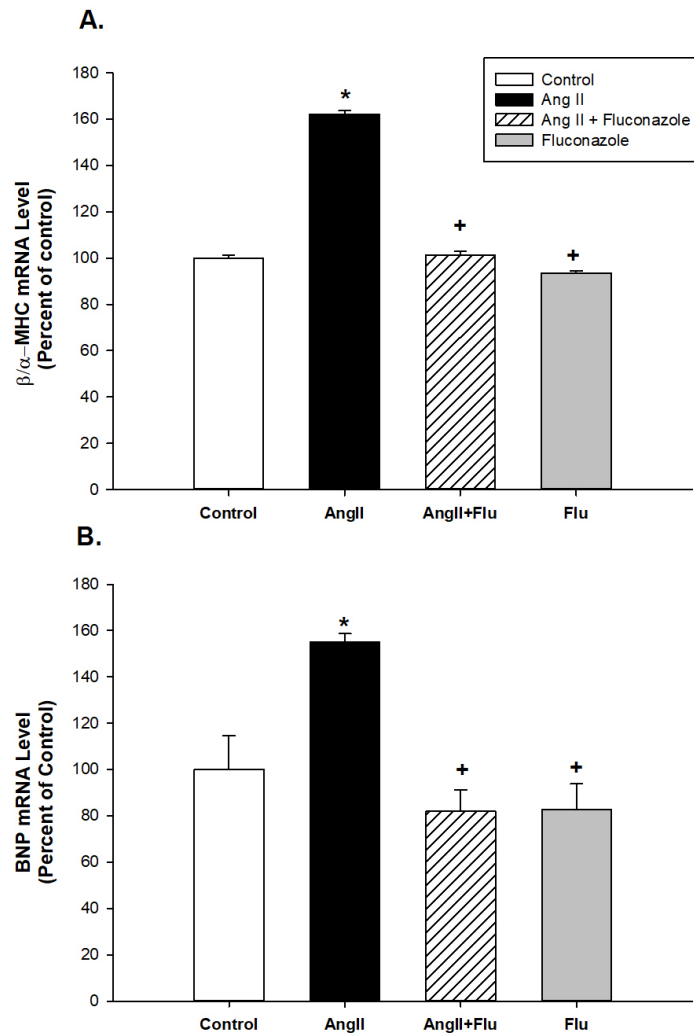 A.
Control
Ang II
Ang II + Fluconazole
Fluconazole
β/α−MHC mRNA Level
(Percent of control)
180
160
140
120
100
80
60
40
20
0
*
+
+
Control AngII AngII+Flu Flu
B.
BNP mRNA Level
(Percent of Control)
180
160
140
120
100
80
60
40
20
0
*
+
+
Control AngII AngII+Flu Flu